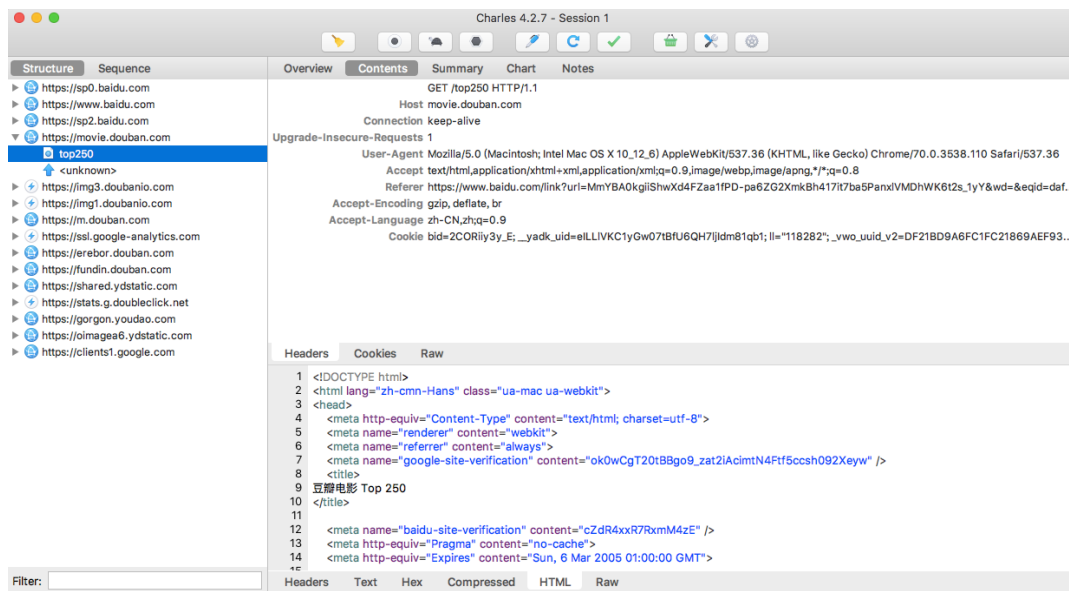 Charles 4.2.7 - Session 1
Structure Sequence
https://sp0.baidu.com
https://www.baidu.com
https://sp2.baidu.com
https://movie.douban.com
top250
<unknown>
https://img3.doubanio.com
https://img1.doubanio.com
https://m.douban.com
https://ssl.google-analytics.com
https://erebor.douban.com
https://fundin.douban.com
https://shared.ydstatic.com
https://stats.g.doubleclick.net
https://gorgon.youdao.com
https://oimagea6.ydstatic.com
https://clients1.google.com
Filter:
Overview Contents Summary Chart Notes
GET /top250 HTTP/1.1
Host movie.douban.com
Connection keep-alive
Upgrade-Insecure-Requests 1
User-Agent Mozilla/5.0 (Macintosh; Intel Mac OS X 10_12_6) AppleWebKit/537.36 (KHTML, like Gecko) Chrome/70.0.3538.110 Safari/537.36
Accept text/html,application/xhtml+xml,application/xml;q=0.9,image/webp,image/apng,*/*;q=0.8
Referer https://www.baidu.com/link?url=MmYBA0kgiiShwXd4FZaa1fPD-pa6ZG2XmkBh417it7ba5PanxlVMDhWK6t2s_1yY&wd=&eqid=daf...
Accept-Encoding gzip, deflate, br
Accept-Language zh-CN,zh;q=0.9
Cookie bid=2CORiiy3y_E; __yadk_uid=elLLlVKC1yGw07tBfU6QH7ljldm81qb1; ll="118282"; _vwo_uuid_v2=DF21BD9A6FC1FC21869AEF93...
Headers Cookies Raw
1 <!DOCTYPE html>
2 <html lang="zh-cmn-Hans" class="ua-mac ua-webkit">
3 <head>
4 <meta http-equiv="Content-Type" content="text/html; charset=utf-8">
5 <meta name="renderer" content="webkit">
6 <meta name="referrer" content="always">
7 <meta name="google-site-verification" content="ok0wCgT20tBBgo9_zat2iAcimtN4Ftf5ccsh092Xeyw" />
8 <title>
9 豆瓣电影 Top 250
10 </title>
11
12 <meta name="baidu-site-verification" content="cZdR4xxR7RxmM4zE" />
13 <meta http-equiv="Pragma" content="no-cache">
14 <meta http-equiv="Expires" content="Sun, 6 Mar 2005 01:00:00 GMT">
15
Headers Text Hex Compressed HTML Raw